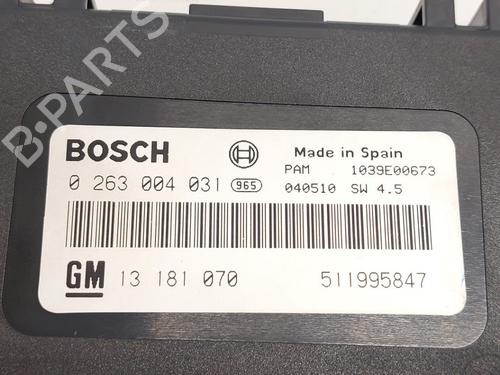 B-PARTS
BOSCH
Made in Spain
PAM 1039E00673
0 263 004 031 965
040510 SW 4.5
GM 13 181 070 511995847